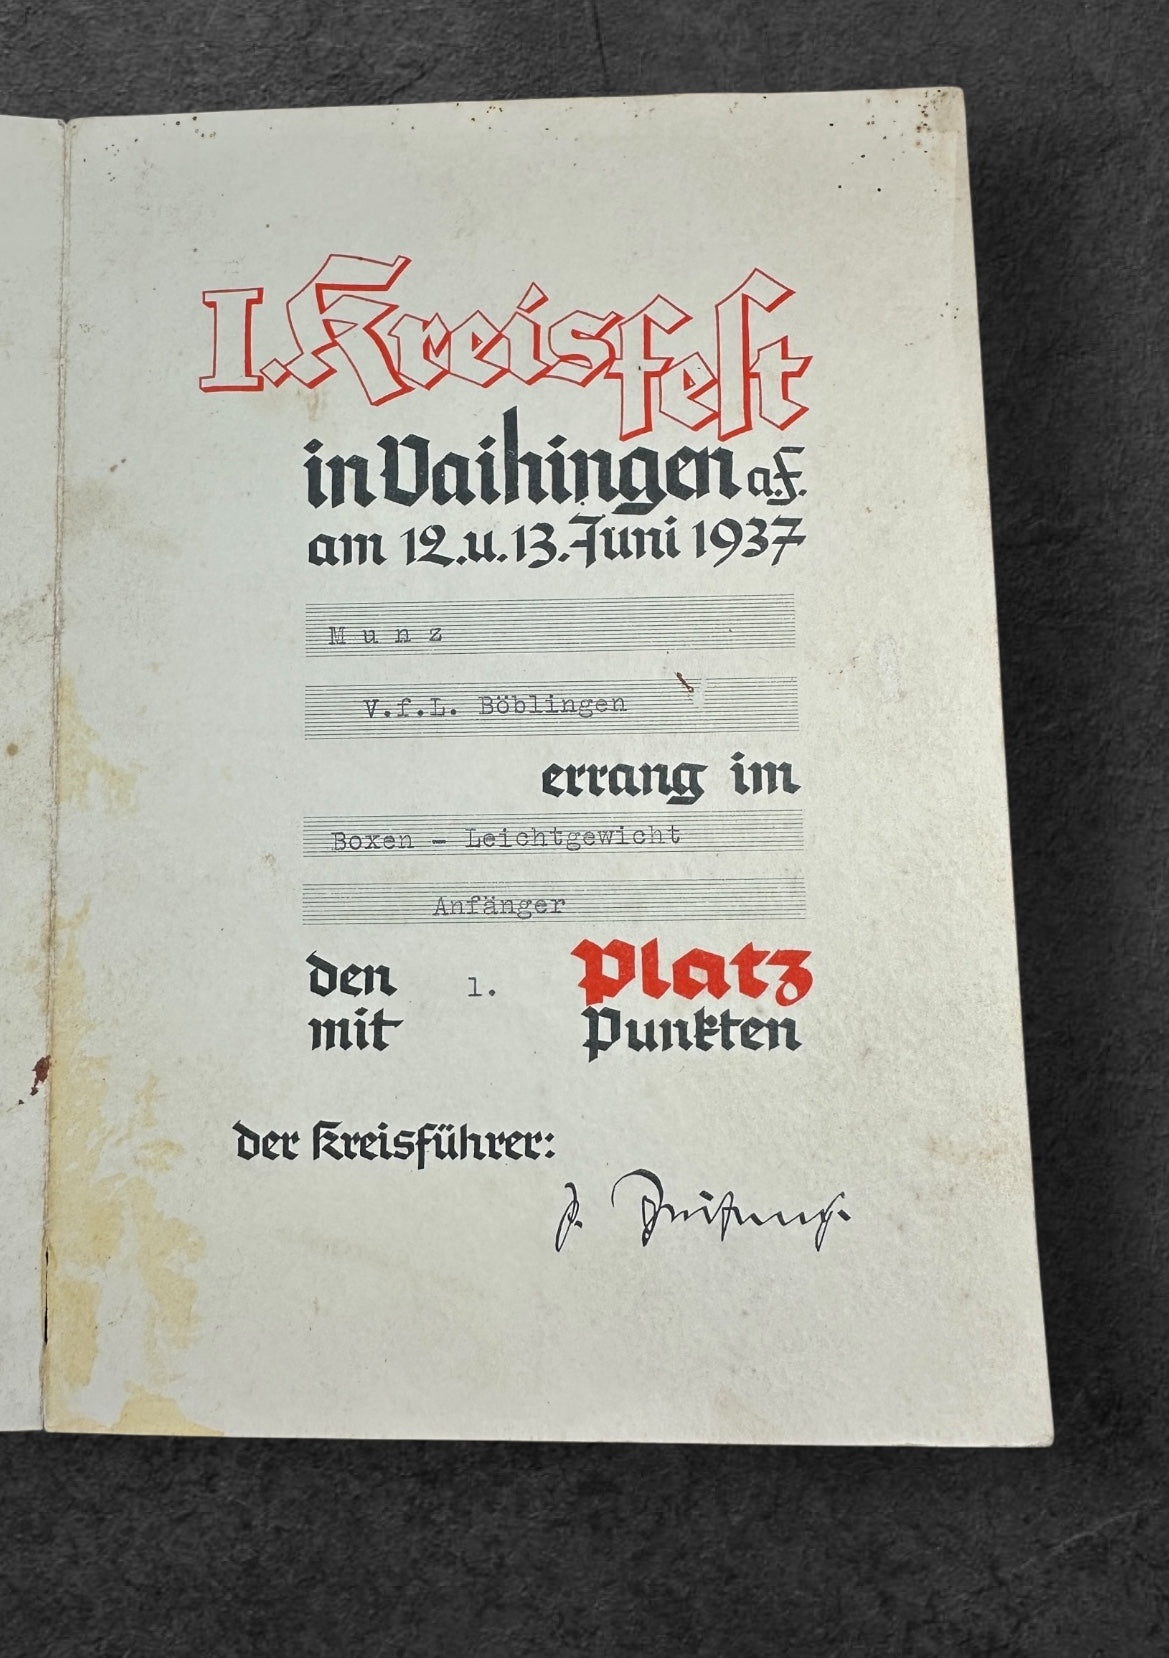 I. Kreisfest
in Vaihingen a.F.
am 12. u. 13. Juni 1937
Munz
V.f.L. Böblingen
errang im
Boxen - Leichtgewicht
Anfänger
den 1. Platz
mit Punkten
der Kreisführer: